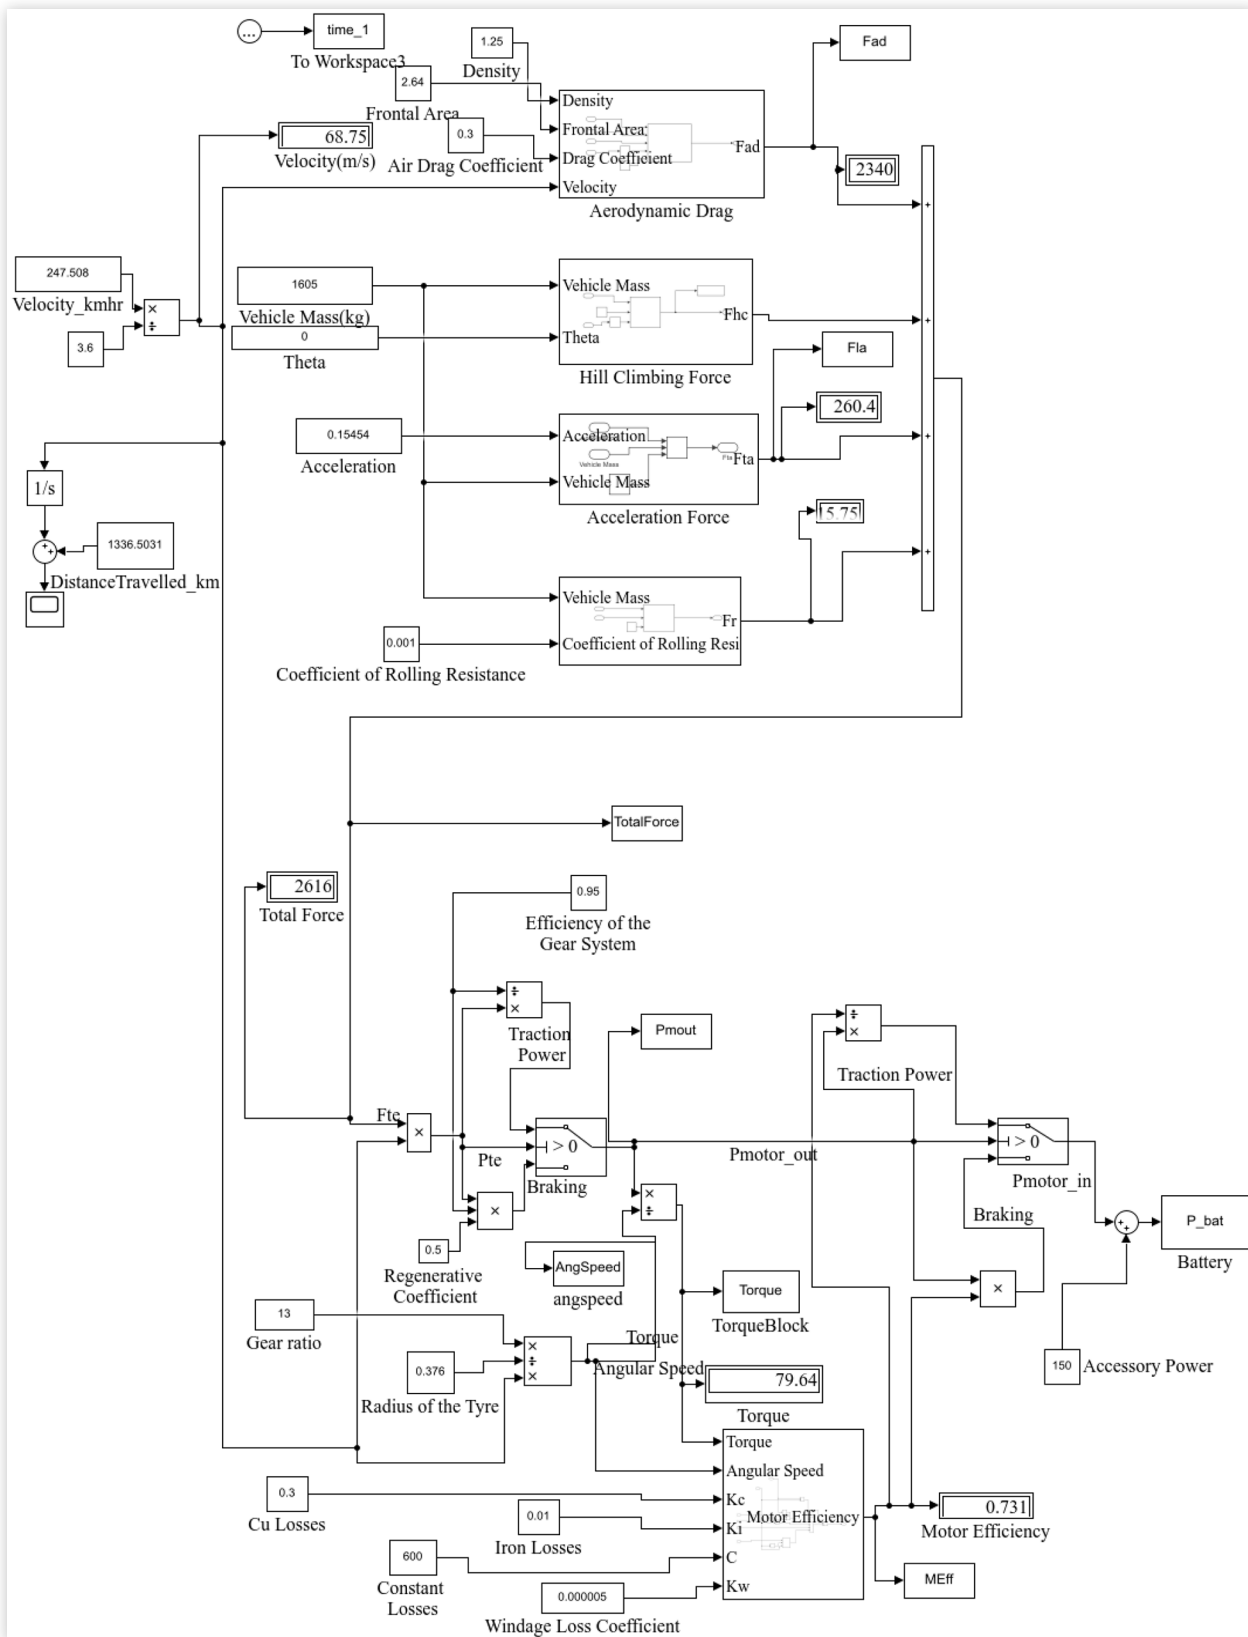 ...
time_1
To Workspace3
1.25
Density
2.64
Frontal Area
0.3
Air Drag Coefficient
68.75
Velocity(m/s)
Density
Frontal Area
Drag Coefficient
Velocity
Fad
Aerodynamic Drag
Fad
2340
+
247.508
Velocity_kmhr
3.6
×
÷
1605
Vehicle Mass(kg)
0
Theta
Vehicle Mass
Theta
Fhc
Hill Climbing Force
+
Fla
260.4
0.15454
Acceleration
Acceleration
Vehicle Mass
Vehicle Mass
Fta
Fta
Acceleration Force
+
1/s
+
+
1336.5031
DistanceTravelled_km
15.75
+
Vehicle Mass
Coefficient of Rolling Resi
Fr
0.001
Coefficient of Rolling Resistance
TotalForce
2616
Total Force
0.95
Efficiency of the
Gear System
÷
×
Traction
Power
Pmout
÷
×
Traction Power
Fte
×
Pte
> 0
Braking
Pmotor_out
> 0
Pmotor_in
×
0.5
Regenerative
Coefficient
×
÷
AngSpeed
angspeed
Braking
×
+
+
P_bat
Battery
Torque
TorqueBlock
13
Gear ratio
0.376
Radius of the Tyre
×
÷
×
Torque
Angular Speed
150
Accessory Power
79.64
Torque
Torque
Angular Speed
Kc
Ki
C
Kw
Motor Efficiency
0.731
Motor Efficiency
MEff
0.3
Cu Losses
0.01
Iron Losses
600
Constant
Losses
0.000005
Windage Loss Coefficient